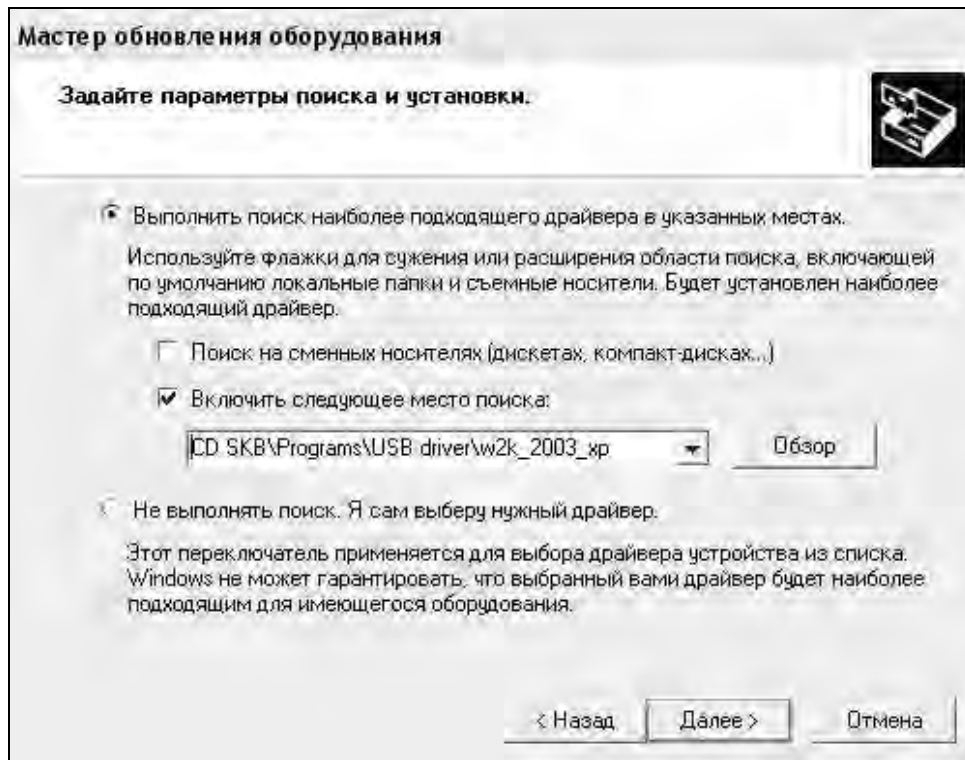 Мастер обновления оборудования
Задайте параметры поиска и установки.
Выполнить поиск наиболее подходящего драйвера в указанных местах.
Используйте флажки для сужения или расширения области поиска, включающей
по умолчанию локальные папки и съемные носители. Будет установлен наиболее
подходящий драйвер.
Поиск на сменных носителях (дискетах, компакт-дисках...)
Включить следующее место поиска:
CD SKB\Programs\USB driver\w2k_2003_xp
Обзор
Не выполнять поиск. Я сам выберу нужный драйвер.
Этот переключатель применяется для выбора драйвера устройства из списка.
Windows не может гарантировать, что выбранный вами драйвер будет наиболее
подходящим для имеющегося оборудования.
< Назад
Далее >
Отмена